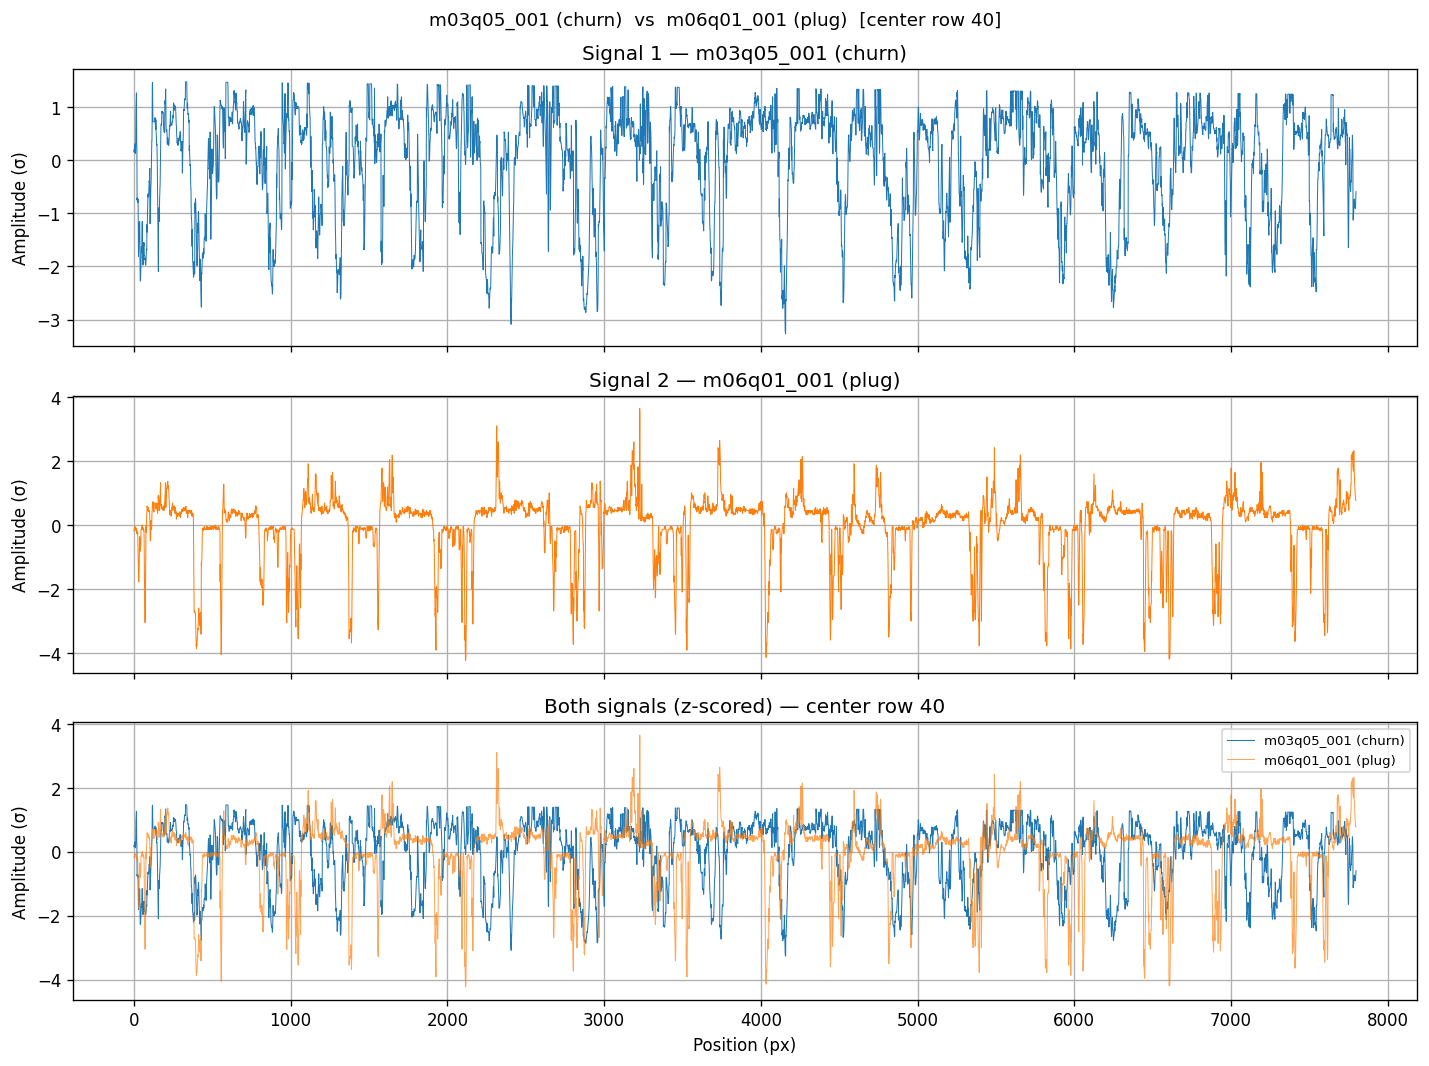 m03q05_001 (churn)  vs  m06q01_001 (plug)  [center row 40]
Signal 1 — m03q05_001 (churn)
Amplitude (σ)
1
0
−1
−2
−3
Signal 2 — m06q01_001 (plug)
Amplitude (σ)
4
2
0
−2
−4
Both signals (z-scored) — center row 40
Amplitude (σ)
4
2
0
−2
−4
m03q05_001 (churn)
m06q01_001 (plug)
0 1000 2000 3000 4000 5000 6000 7000 8000
Position (px)